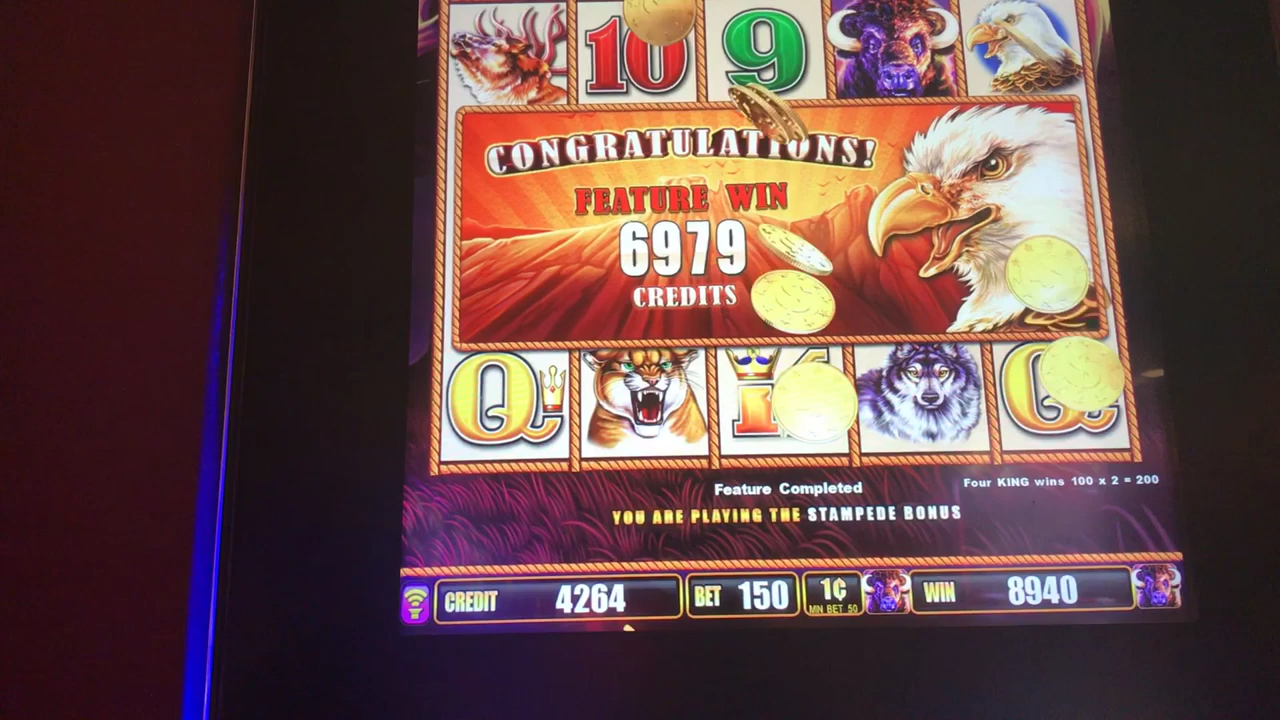 10 9
CONGRATULATIONS!
FEATURE WIN
6979
CREDITS
Q Q
Feature Completed
Four KING wins 100 x 2 = 200
YOU ARE PLAYING THE STAMPEDE BONUS
CREDIT 4264 BET 150 1¢ WIN 8940
MIN BET 50